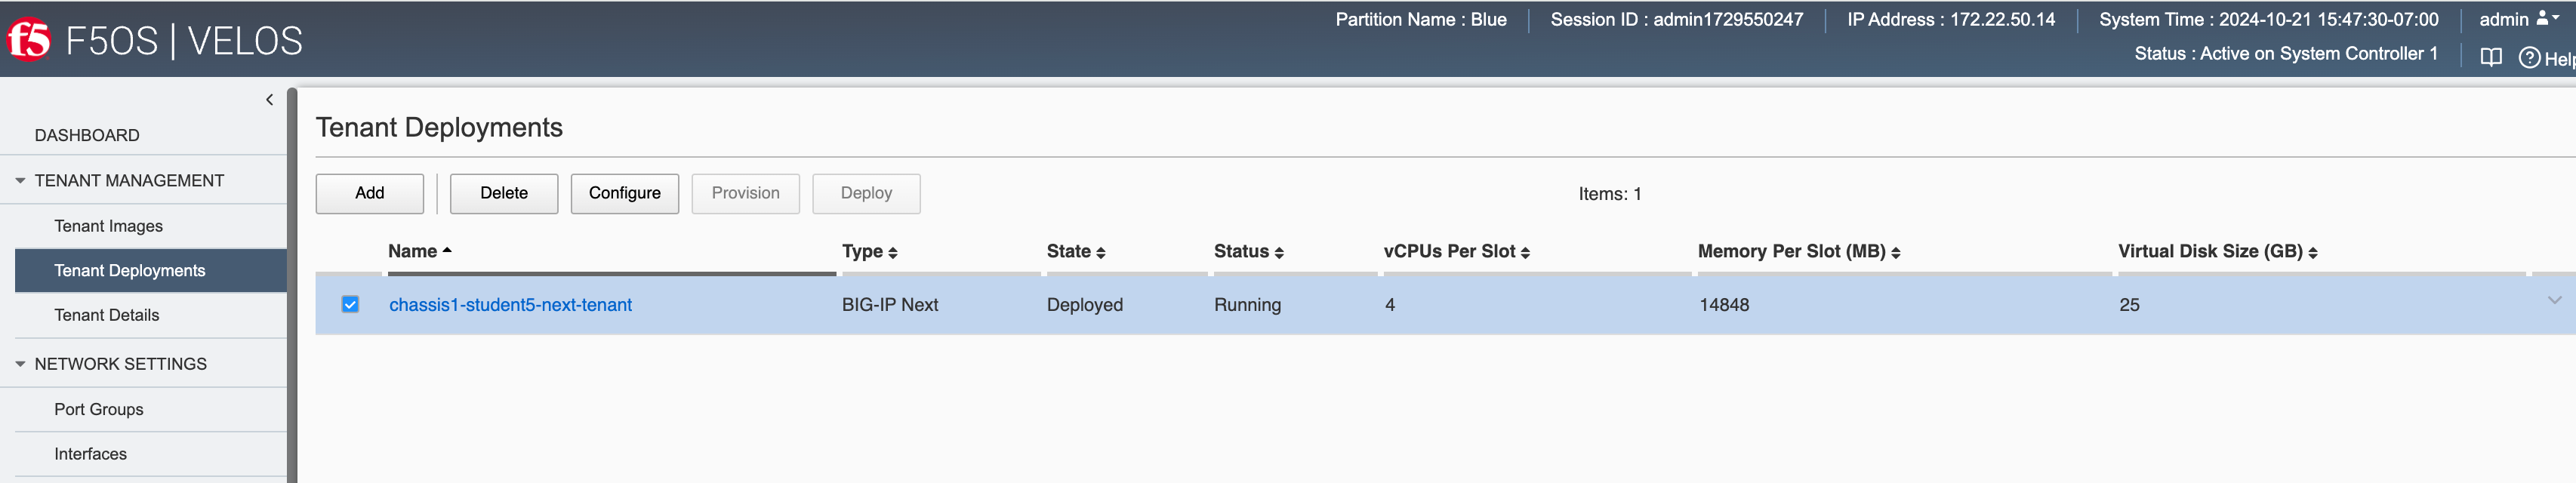 f5 F5OS | VELOS
Partition Name : Blue
Session ID : admin1729550247
IP Address : 172.22.50.14
System Time : 2024-10-21 15:47:30-07:00
admin
Status : Active on System Controller 1
Help
DASHBOARD
TENANT MANAGEMENT
Tenant Images
Tenant Deployments
Tenant Details
NETWORK SETTINGS
Port Groups
Interfaces
Tenant Deployments
Add Delete Configure Provision Deploy Items: 1
Name Type State Status vCPUs Per Slot Memory Per Slot (MB) Virtual Disk Size (GB)
chassis1-student5-next-tenant BIG-IP Next Deployed Running 4 14848 25